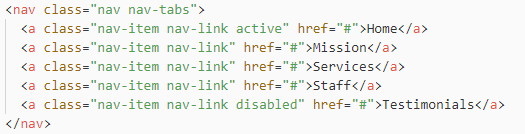 <nav class="nav nav-tabs">
  <a class="nav-item nav-link active" href="#">Home</a>
  <a class="nav-item nav-link" href="#">Mission</a>
  <a class="nav-item nav-link" href="#">Services</a>
  <a class="nav-item nav-link" href="#">Staff</a>
  <a class="nav-item nav-link disabled" href="#">Testimonials</a>
</nav>